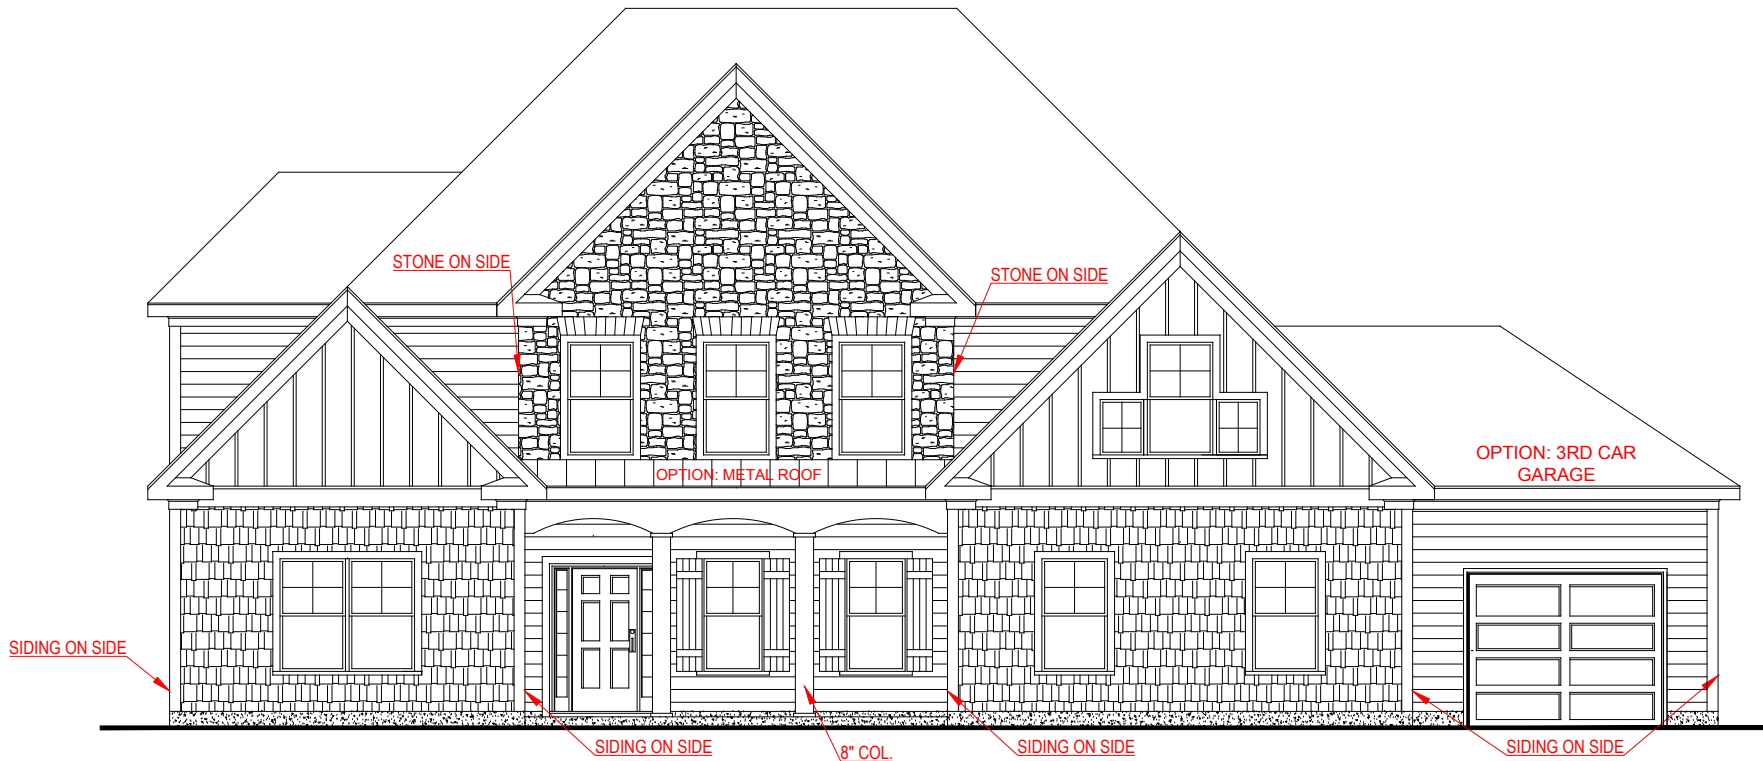 STONE ON SIDE
STONE ON SIDE
OPTION: METAL ROOF
OPTION: 3RD CAR
GARAGE
SIDING ON SIDE
SIDING ON SIDE
8" COL.
SIDING ON SIDE
SIDING ON SIDE